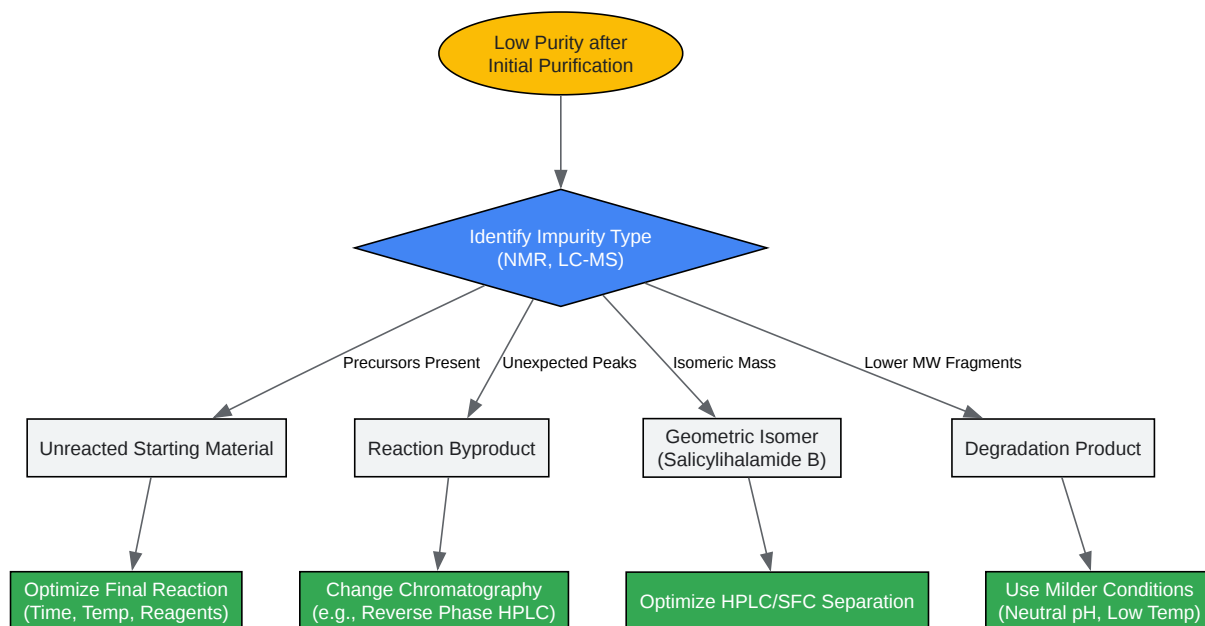 Low Purity after
Initial Purification
Identify Impurity Type
(NMR, LC-MS)
Precursors Present
Unexpected Peaks
Isomeric Mass
Lower MW Fragments
Unreacted Starting Material
Reaction Byproduct
Geometric Isomer
(Salicylihalamide B)
Degradation Product
Optimize Final Reaction
(Time, Temp, Reagents)
Change Chromatography
(e.g., Reverse Phase HPLC)
Optimize HPLC/SFC Separation
Use Milder Conditions
(Neutral pH, Low Temp)